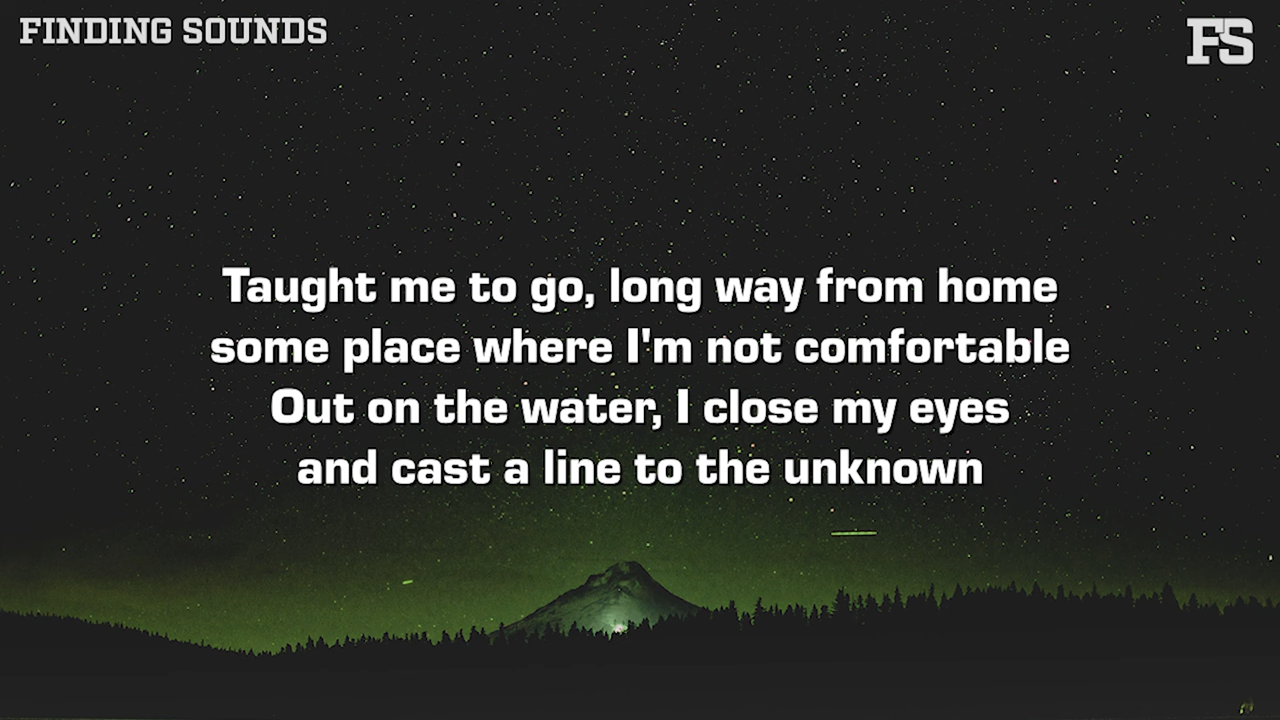 FINDING SOUNDS
FS
Taught me to go, long way from home
some place where I'm not comfortable
Out on the water, I close my eyes
and cast a line to the unknown